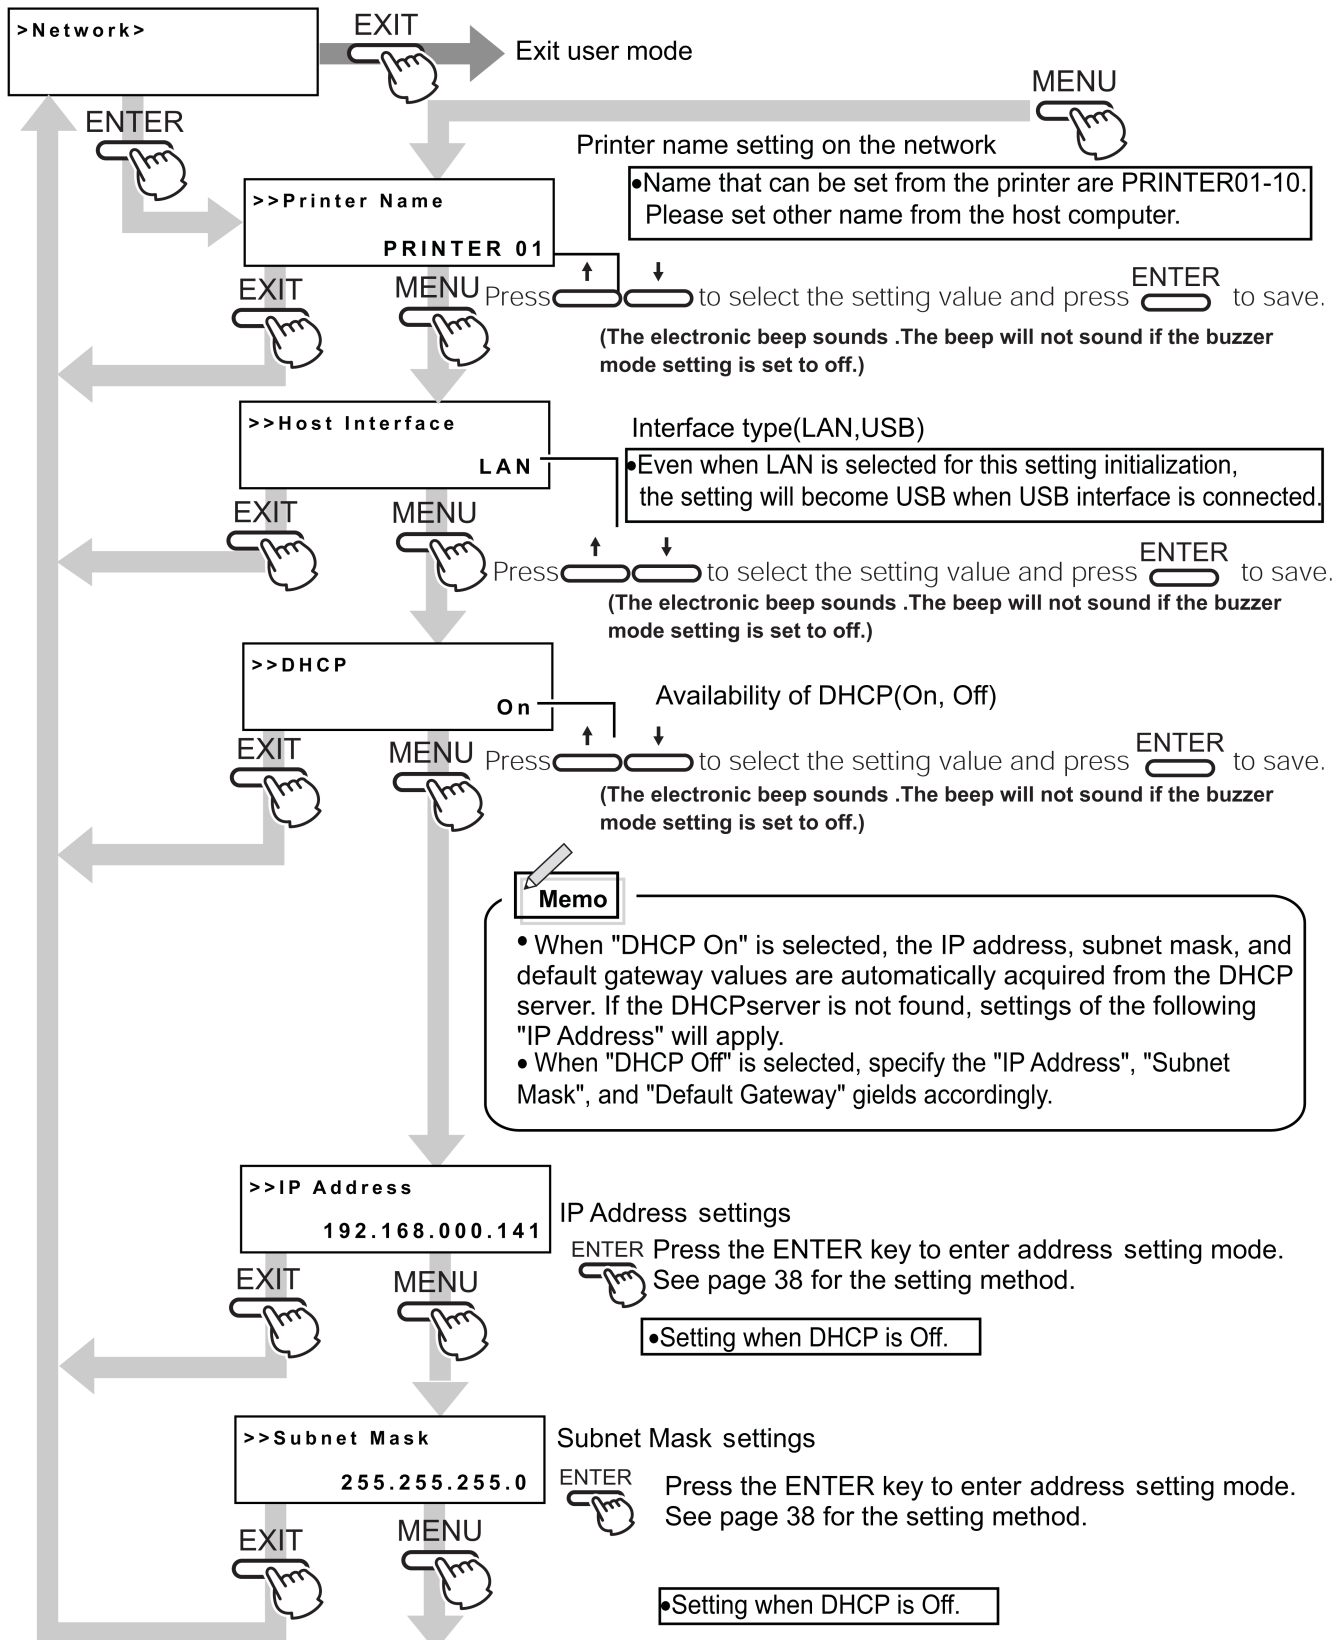 >Network>
EXIT
Exit user mode
MENU
ENTER
Printer name setting on the network
•Name that can be set from the printer are PRINTER01-10.
Please set other name from the host computer.
>>Printer Name
PRINTER 01
EXIT
MENU
Press ↑ ↓ to select the setting value and press ENTER to save.
(The electronic beep sounds .The beep will not sound if the buzzer
mode setting is set to off.)
>>Host Interface
LAN
Interface type(LAN,USB)
•Even when LAN is selected for this setting initialization,
the setting will become USB when USB interface is connected.
EXIT
MENU
Press ↑ ↓ to select the setting value and press ENTER to save.
(The electronic beep sounds .The beep will not sound if the buzzer
mode setting is set to off.)
>>DHCP
On
Availability of DHCP(On, Off)
EXIT
MENU
Press ↑ ↓ to select the setting value and press ENTER to save.
(The electronic beep sounds .The beep will not sound if the buzzer
mode setting is set to off.)
Memo
• When "DHCP On" is selected, the IP address, subnet mask, and
default gateway values are automatically acquired from the DHCP
server. If the DHCPserver is not found, settings of the following
"IP Address" will apply.
• When "DHCP Off" is selected, specify the "IP Address", "Subnet
Mask", and "Default Gateway" gields accordingly.
>>IP Address
192.168.000.141
IP Address settings
ENTER Press the ENTER key to enter address setting mode.
See page 38 for the setting method.
EXIT
MENU
•Setting when DHCP is Off.
>>Subnet Mask
255.255.255.0
Subnet Mask settings
ENTER Press the ENTER key to enter address setting mode.
See page 38 for the setting method.
EXIT
MENU
•Setting when DHCP is Off.